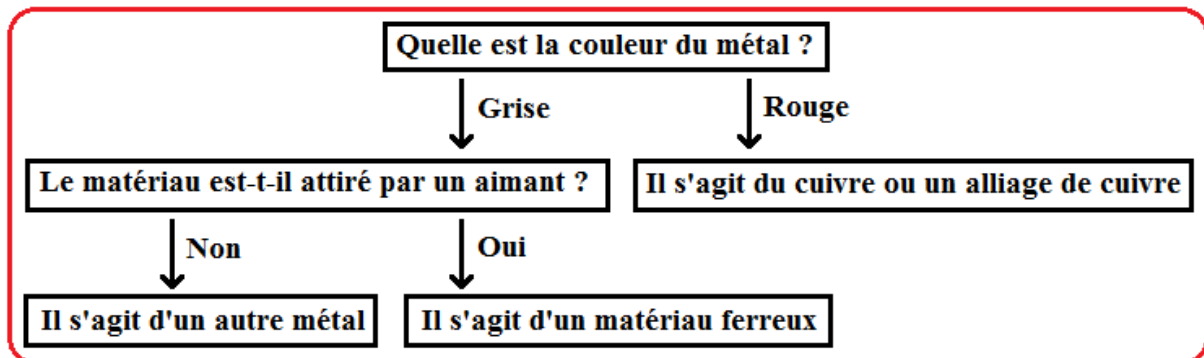 Quelle est la couleur du métal ?
Grise
Rouge
Le matériau est-t-il attiré par un aimant ?
Il s'agit du cuivre ou un alliage de cuivre
Non
Oui
Il s'agit d'un autre métal
Il s'agit d'un matériau ferreux